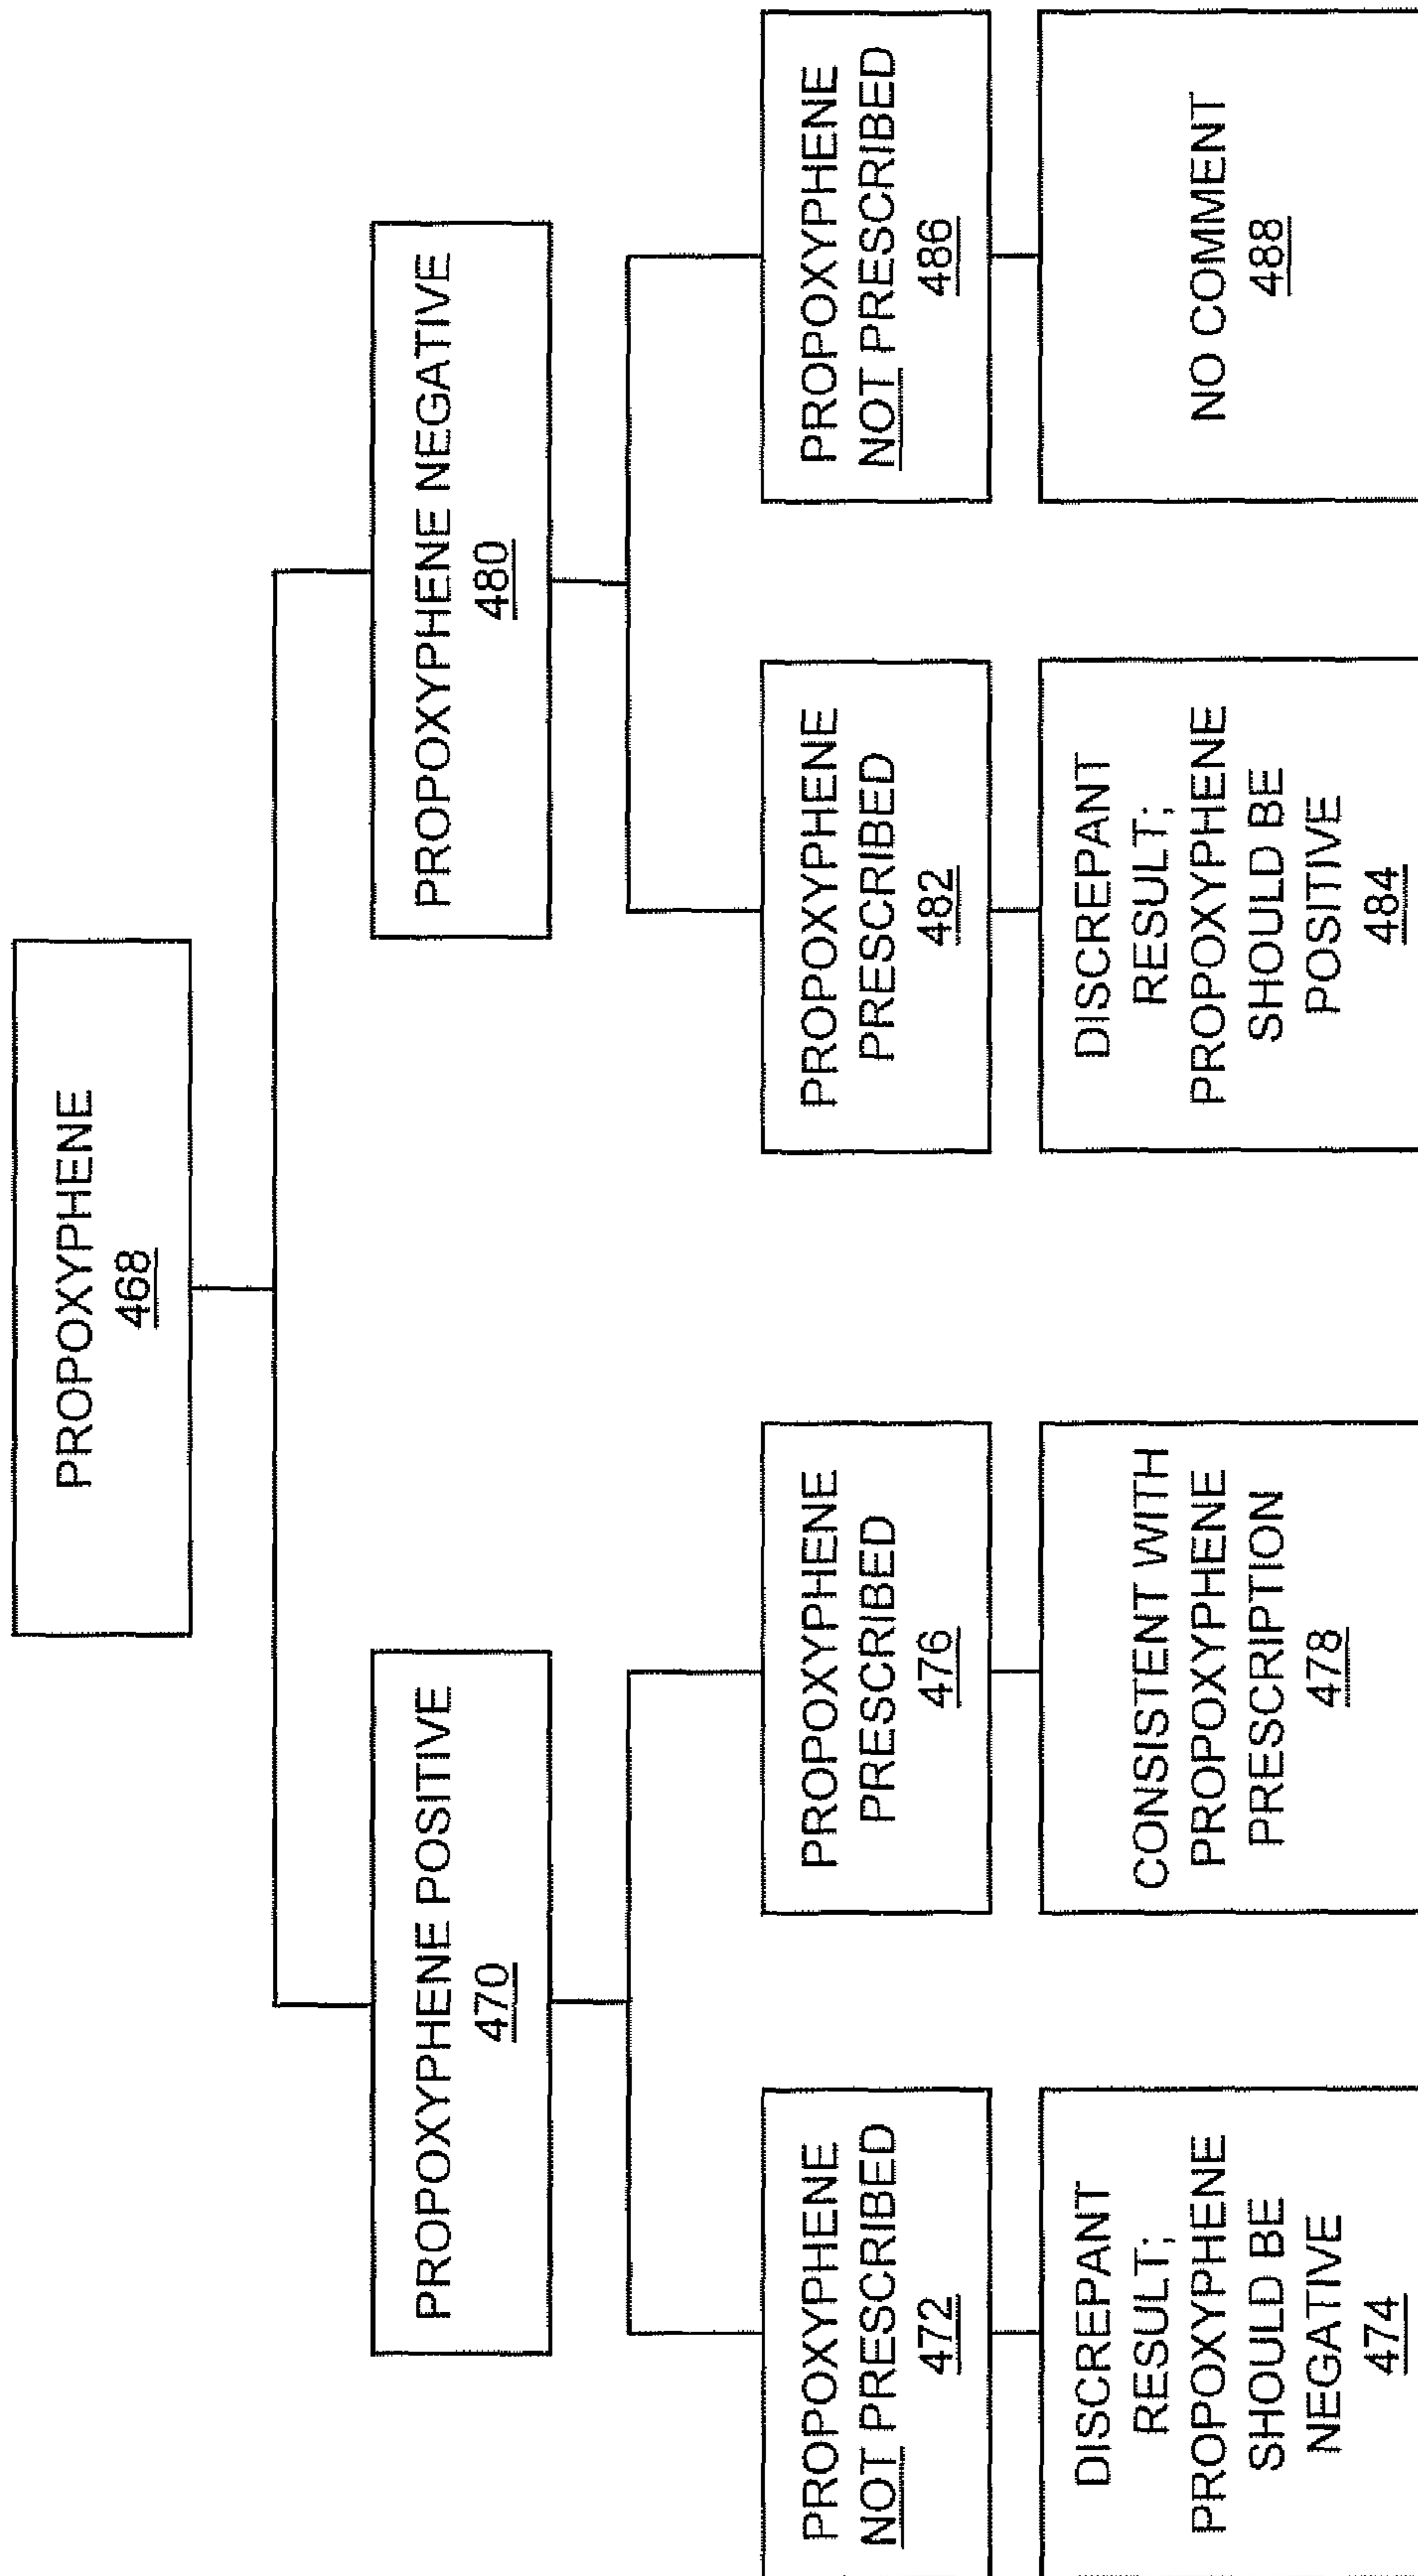 PROPOXYPHENE
468
PROPOXYPHENE POSITIVE
470
PROPOXYPHENE NEGATIVE
480
PROPOXYPHENE
NOT PRESCRIBED
472
PROPOXYPHENE
PRESCRIBED
476
PROPOXYPHENE
PRESCRIBED
482
PROPOXYPHENE
NOT PRESCRIBED
486
DISCREPANT
RESULT;
PROPOXYPHENE
SHOULD BE
NEGATIVE
474
CONSISTENT WITH
PROPOXYPHENE
PRESCRIPTION
478
DISCREPANT
RESULT;
PROPOXYPHENE
SHOULD BE
POSITIVE
484
NO COMMENT
488